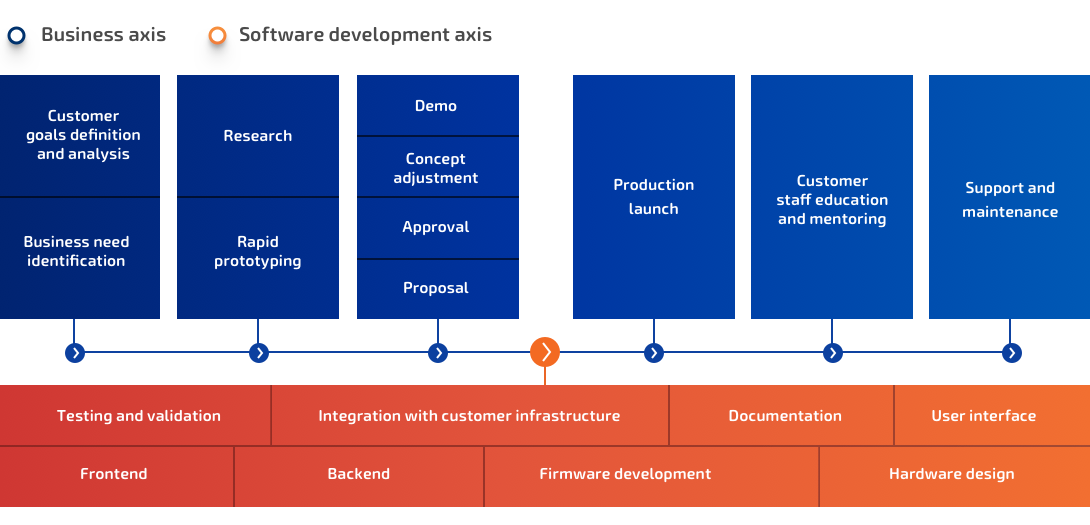 Business axis
Software development axis
Customer
goals definition
and analysis
Business need
identification
Research
Rapid
prototyping
Demo
Concept
adjustment
Approval
Proposal
Production
launch
Customer
staff education
and mentoring
Support and
maintenance
Testing and validation
Integration with customer infrastructure
Documentation
User interface
Frontend
Backend
Firmware development
Hardware design